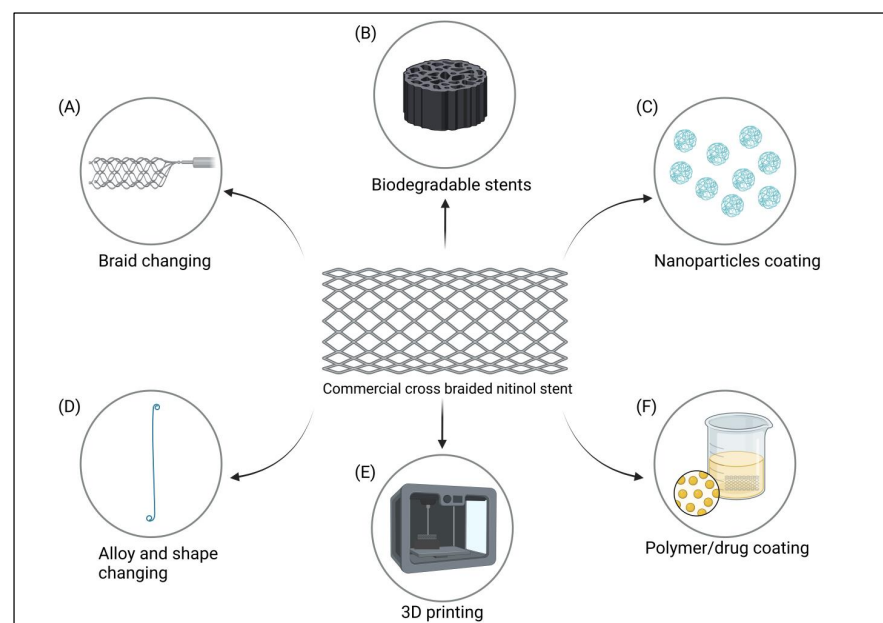 (A)
Braid changing
(B)
Biodegradable stents
(C)
Nanoparticles coating
Commercial cross braided nitinol stent
(D)
Alloy and shape
changing
(E)
3D printing
(F)
Polymer/drug coating